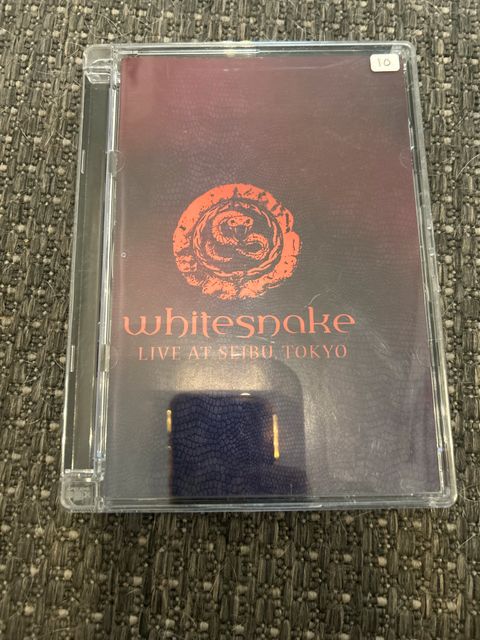 10
whitesnake
LIVE AT SEIBU, TOKYO